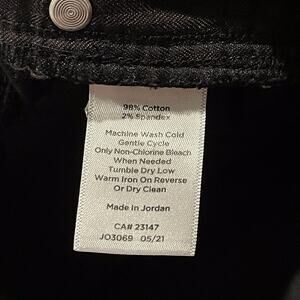 98% Cotton
2% Spandex
Machine Wash Cold
Gentle Cycle
Only Non-Chlorine Bleach
When Needed
Tumble Dry Low
Warm Iron On Reverse
Or Dry Clean
Made in Jordan
CA# 23147
JO3069 05/21